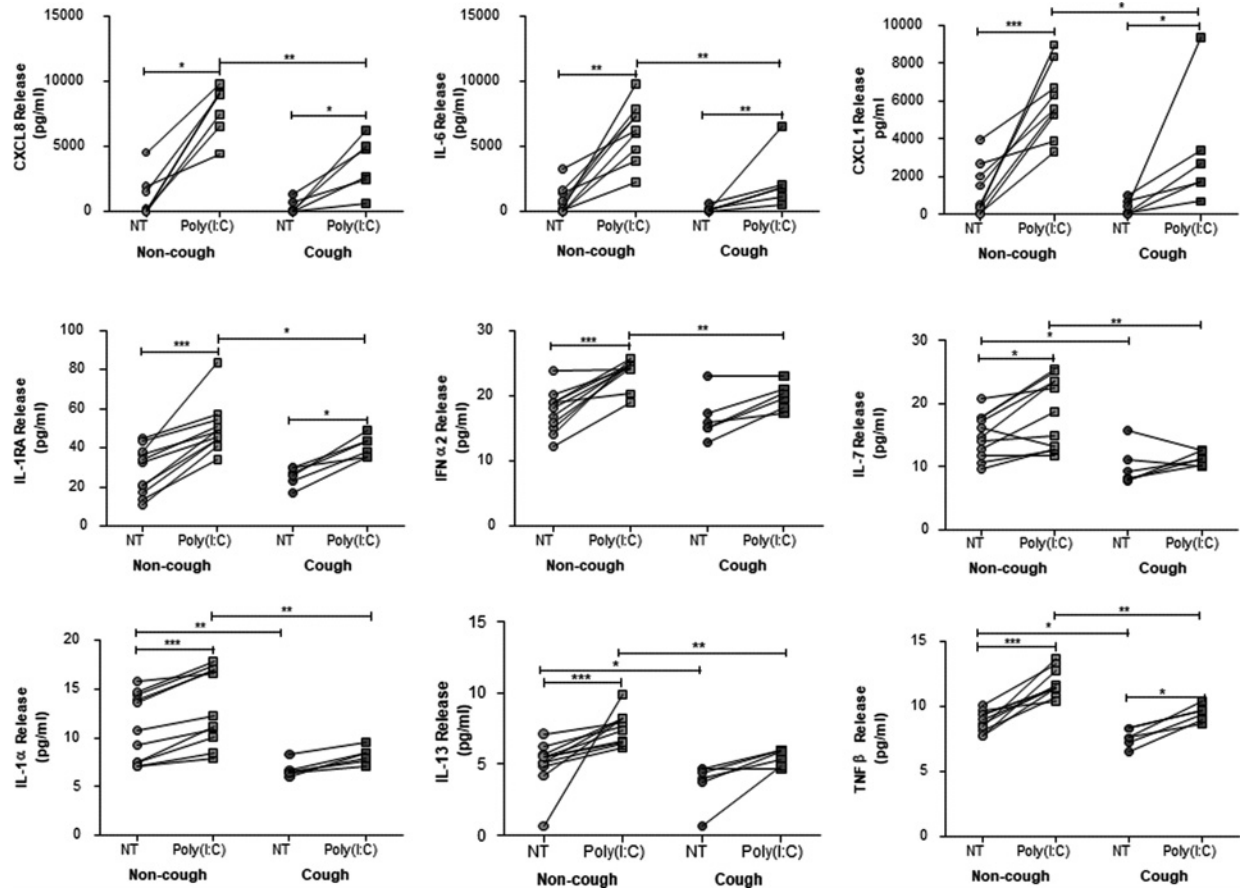 CXCL8 Release
(pg/ml)
15000
10000
5000
0
*
**
*
NT
Poly(I:C)
NT
Poly(I:C)
Non-cough
Cough
IL-6 Release
(pg/ml)
15000
10000
5000
0
**
**
**
NT
Poly(I:C)
NT
Poly(I:C)
Non-cough
Cough
CXCL1 Release
pg/ml
10000
8000
6000
4000
2000
0
***
*
*
NT
Poly(I:C)
NT
Poly(I:C)
Non-cough
Cough
IL-1RA Release
(pg/ml)
100
80
60
40
20
0
***
*
*
NT
Poly(I:C)
NT
Poly(I:C)
Non-cough
Cough
IFN α 2 Release
(pg/ml)
30
20
10
0
***
**
NT
Poly(I:C)
NT
Poly(I:C)
Non-cough
Cough
IL-7 Release
(pg/ml)
30
20
10
0
**
*
*
NT
Poly(I:C)
NT
Poly(I:C)
Non-cough
Cough
IL-1α Release
(pg/ml)
20
15
10
5
0
**
**
***
NT
Poly(I:C)
NT
Poly(I:C)
Non-cough
Cough
IL-13 Release
(pg/ml)
15
10
5
0
**
*
***
NT
Poly(I:C)
NT
Poly(I:C)
Non-cough
Cough
TNF β Release
(pg/ml)
15
10
5
0
**
*
***
*
NT
Poly(I:C)
NT
Poly(I:C)
Non-cough
Cough